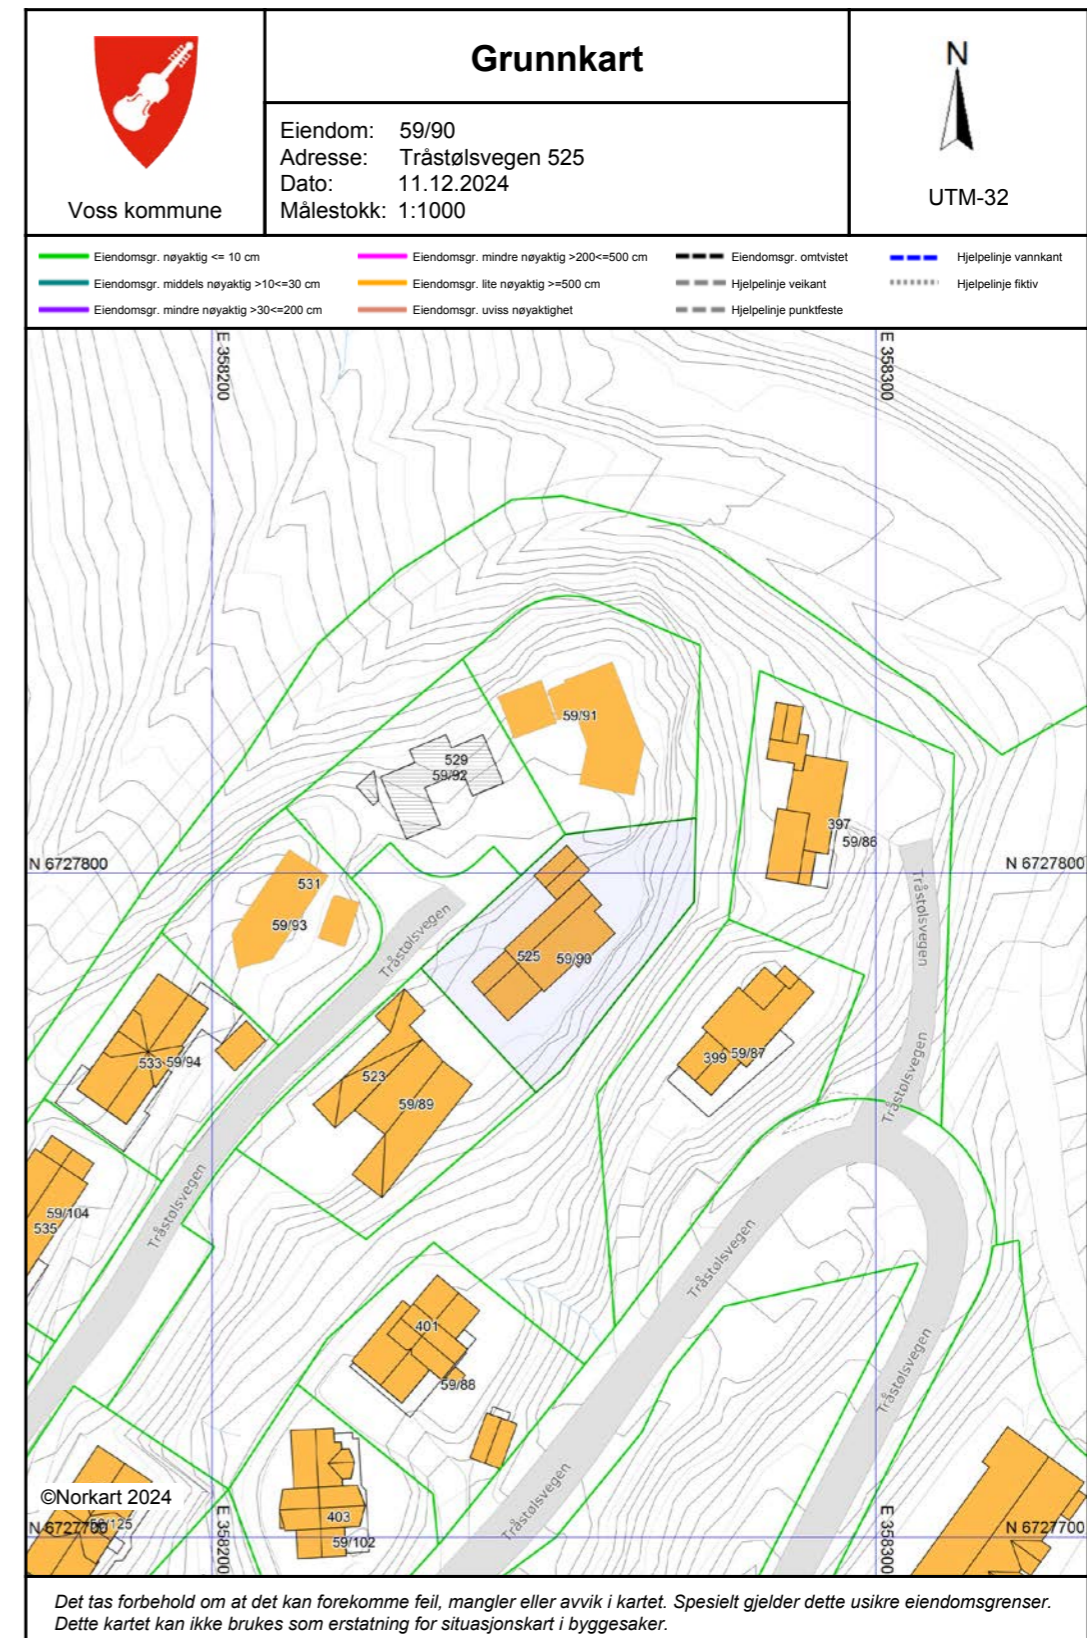 Grunnkart
Voss kommune
Eiendom: 59/90
Adresse: Tråstølsvegen 525
Dato: 11.12.2024
Målestokk: 1:1000
N
UTM-32
Eiendomsgr. nøyaktig <= 10 cm
Eiendomsgr. middels nøyaktig >10<=30 cm
Eiendomsgr. mindre nøyaktig >30<=200 cm
Eiendomsgr. mindre nøyaktig >200<=500 cm
Eiendomsgr. lite nøyaktig >=500 cm
Eiendomsgr. uviss nøyaktighet
Eiendomsgr. omtvistet
Hjelpelinje veikant
Hjelpelinje punktfeste
Hjelpelinje vannkant
Hjelpelinje fiktiv
E 358200
E 358300
59/91
529
59/92
397
59/86
N 6727800
N 6727800
531
59/93
Tråstølsvegen
Tråstølsvegen
525
59/90
533
59/94
523
59/89
399
59/87
Tråstølsvegen
59/104
535
Tråstølsvegen
Tråstølsvegen
401
59/88
Tråstølsvegen
©Norkart 2024
Tråstølsvegen
403
59/102
59/125
N 6727700
N 6727700
E 358200
E 358300
Det tas forbehold om at det kan forekomme feil, mangler eller avvik i kartet. Spesielt gjelder dette usikre eiendomsgrenser.
Dette kartet kan ikke brukes som erstatning for situasjonskart i byggesaker.